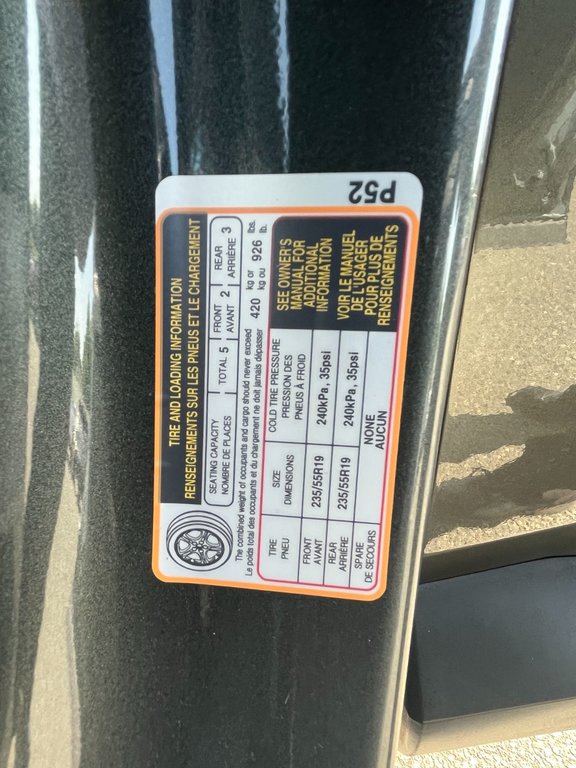 P52
TIRE AND LOADING INFORMATION
RENSEIGNEMENTS SUR LES PNEUS ET LE CHARGEMENT
SEATING CAPACITY
NOMBRE DE PLACES
TOTAL 5
FRONT
AVANT 2
REAR
ARRIÈRE 3
The combined weight of occupants and cargo should never exceed 420 kg or 926 lbs.
Le poids total des occupants et du chargement ne doit jamais dépasser kg ou lb.
TIRE
PNEU
SIZE
DIMENSIONS
COLD TIRE PRESSURE
PRESSION DES
PNEUS À FROID
FRONT
AVANT
235/55R19
240kPa, 35psi
REAR
ARRIÈRE
235/55R19
240kPa, 35psi
SPARE
DE SECOURS
NONE
AUCUN
SEE OWNER'S
MANUAL FOR
ADDITIONAL
INFORMATION
VOIR LE MANUEL
DE L'USAGER
POUR PLUS DE
RENSEIGNEMENTS